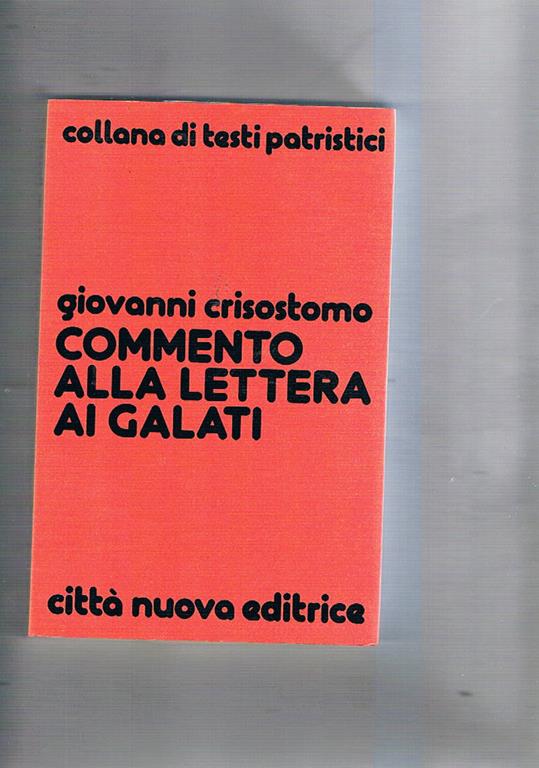 collana di testi patristici
giovanni crisostomo
COMMENTO
ALLA LETTERA
AI GALATI
città nuova editrice